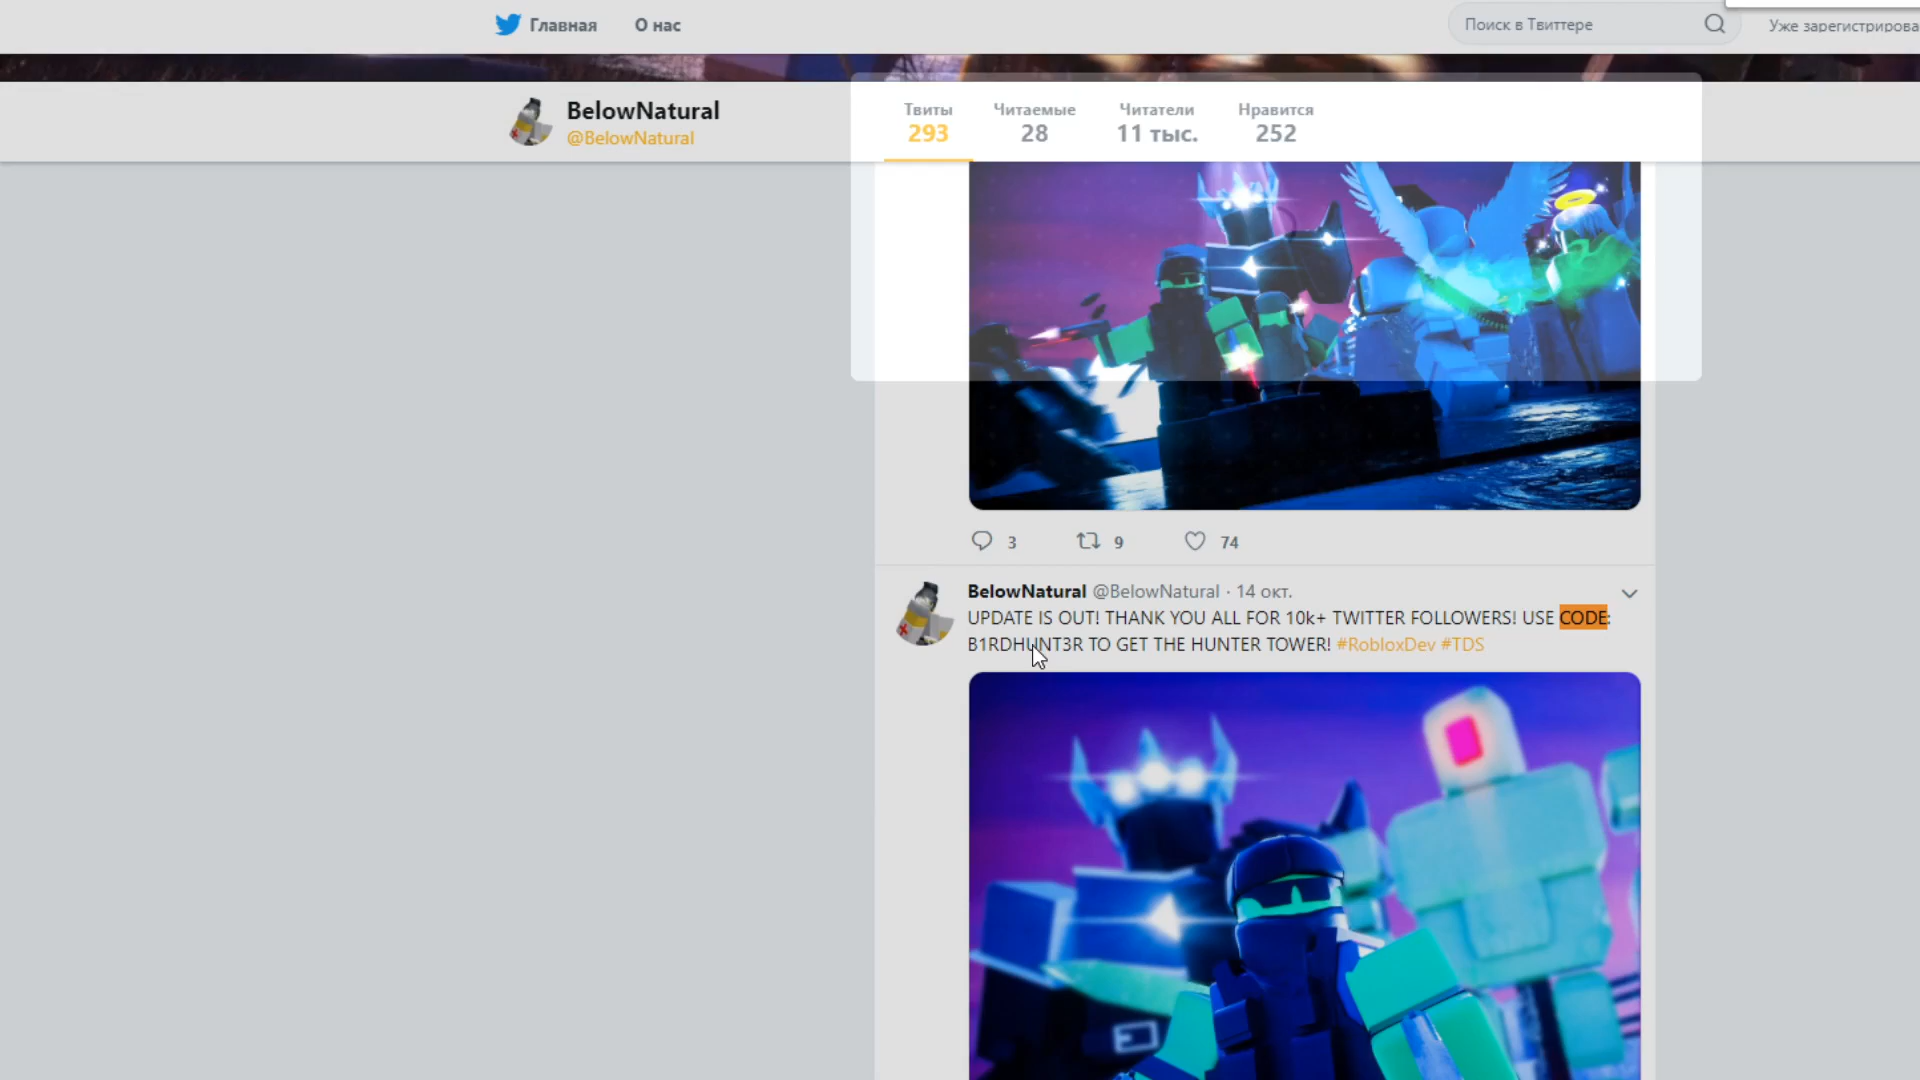 Главная
О нас
Поиск в Твиттере
Уже зарегистрирова
BelowNatural
@BelowNatural
Твиты
293
Читаемые
28
Читатели
11 тыс.
Нравится
252
3
9
74
BelowNatural @BelowNatural · 14 окт.
UPDATE IS OUT! THANK YOU ALL FOR 10k+ TWITTER FOLLOWERS! USE CODE:
B1RDHUNT3R TO GET THE HUNTER TOWER! #RobloxDev #TDS